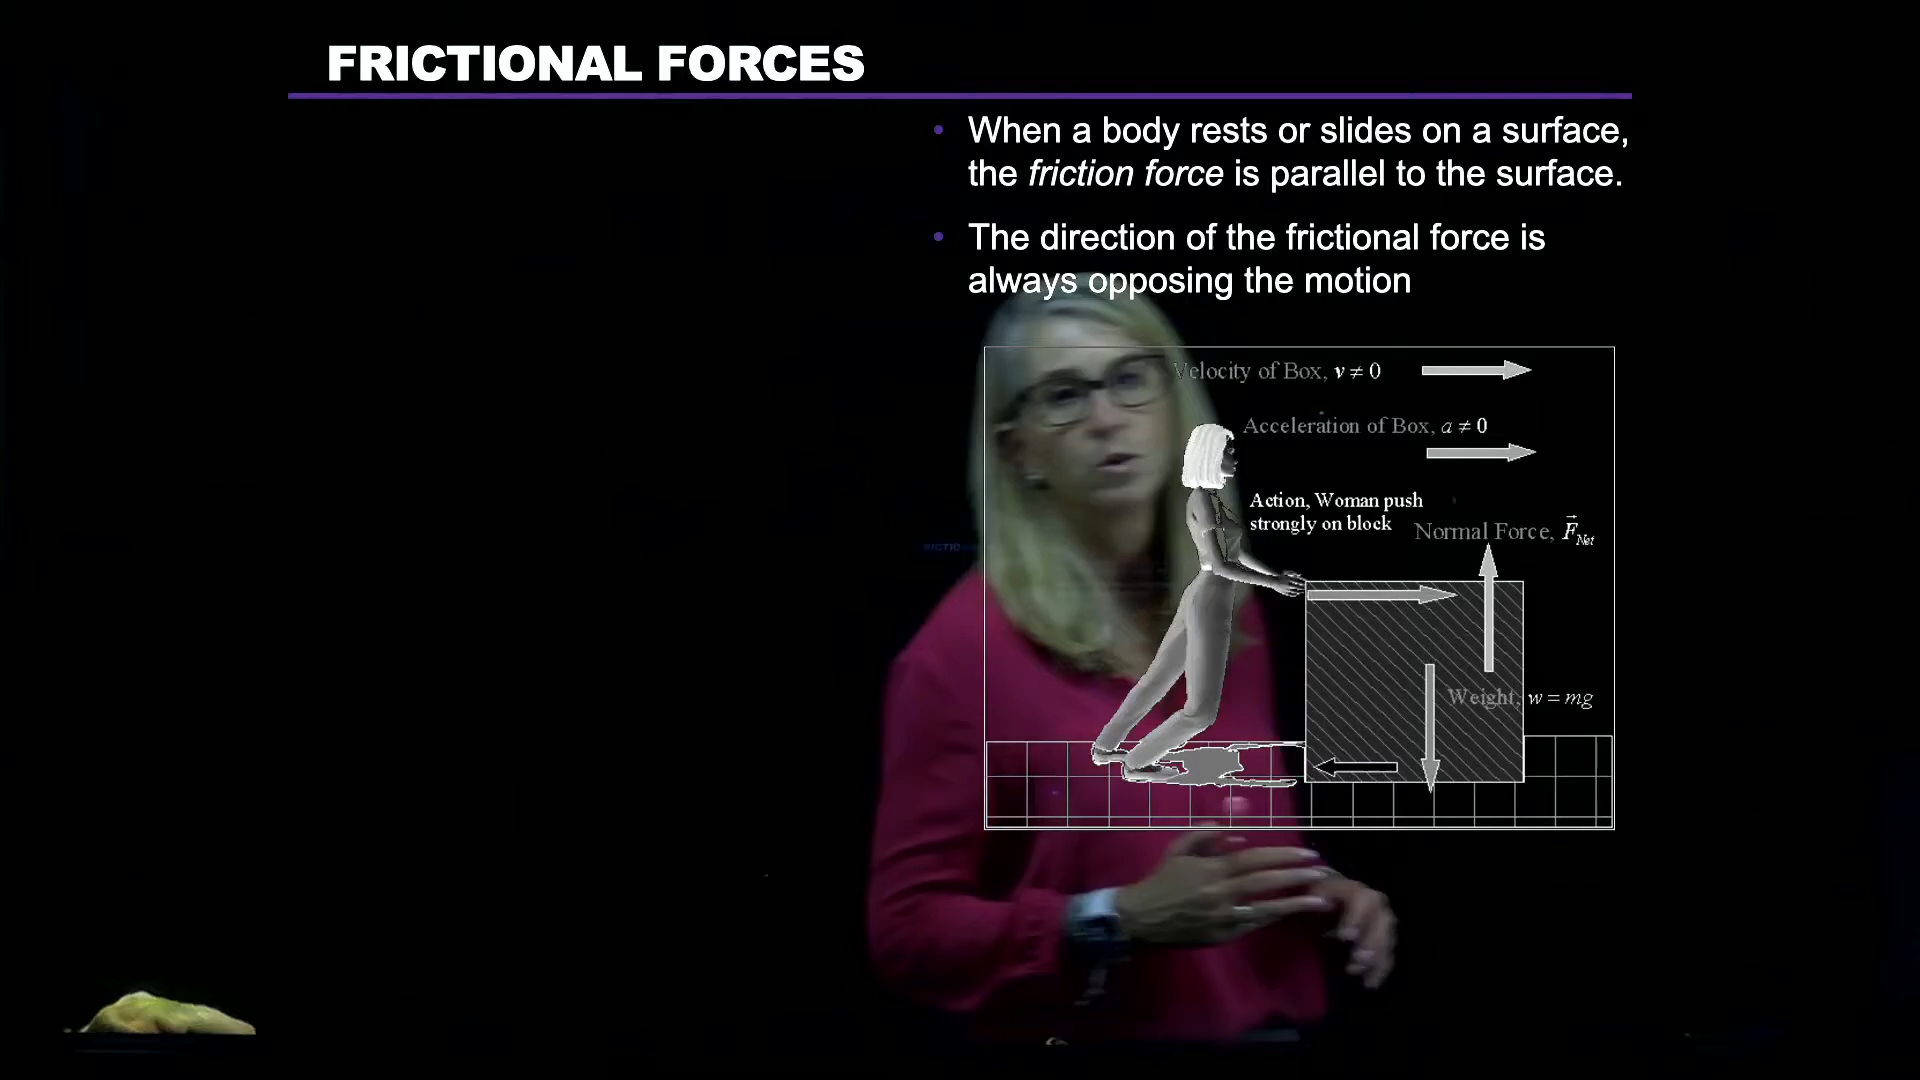 FRICTIONAL FORCES
• When a body rests or slides on a surface,
the friction force is parallel to the surface.
• The direction of the frictional force is
always opposing the motion
Velocity of Box, v ≠ 0
Acceleration of Box, a ≠ 0
Action, Woman push
strongly on block
Normal Force, F⃗Net
Weight, w = mg